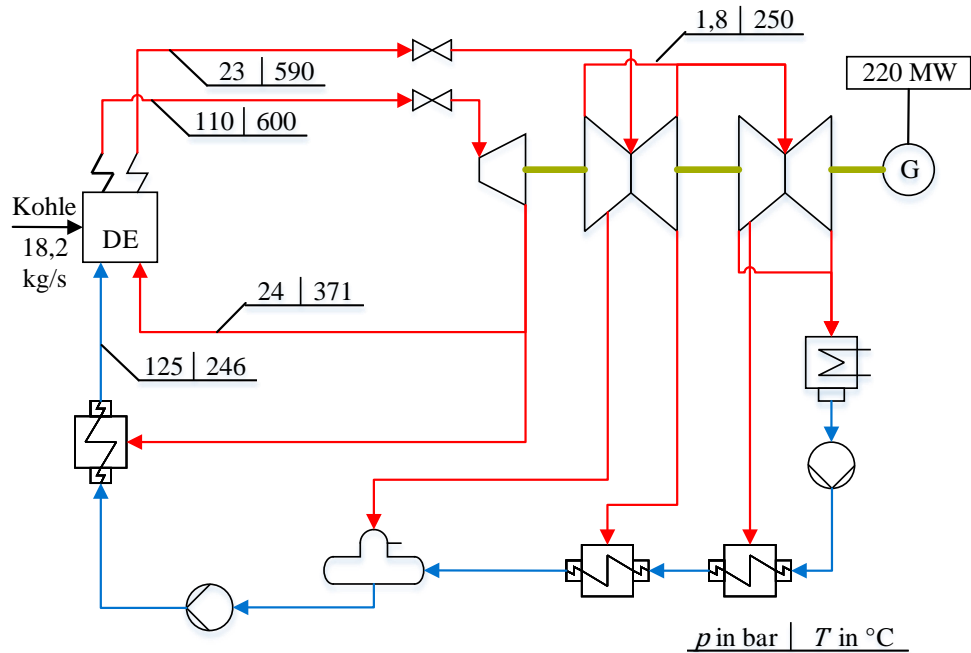 1,8 | 250
23 | 590
220 MW
110 | 600
G
Kohle
DE
18,2
kg/s
24 | 371
125 | 246
p in bar | T in °C